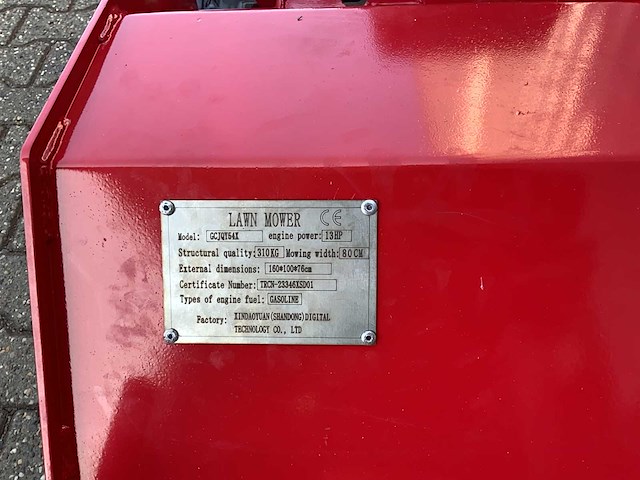 LAWN MOWER CE
Model: GCJQY64X engine power: 13HP
Structural quality: 310KG Mowing width: 80CM
External dimensions: 160*100*76cm
Certificate Number: TRCN-23346XSD01
Types of engine fuel: GASOLINE
Factory: XINDAOYUAN(SHANDONG)DIGITAL
TECHNOLOGY CO., LTD